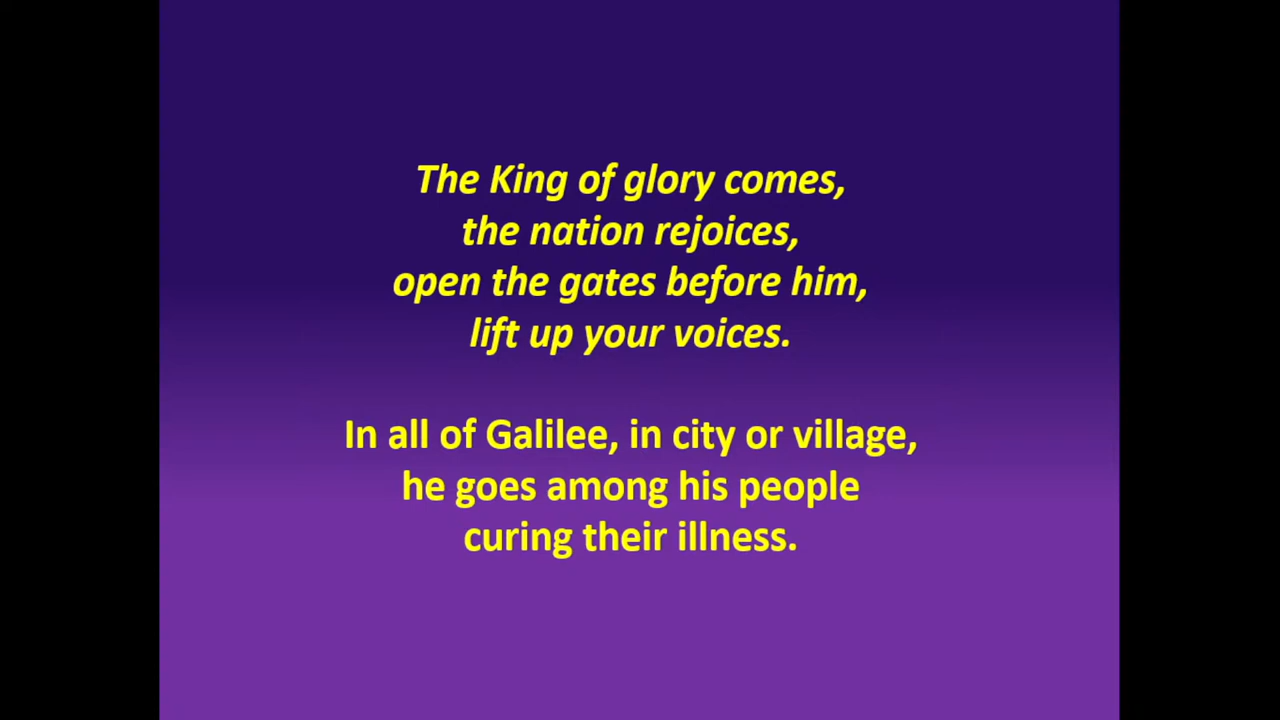 The King of glory comes,
the nation rejoices,
open the gates before him,
lift up your voices.
In all of Galilee, in city or village,
he goes among his people
curing their illness.